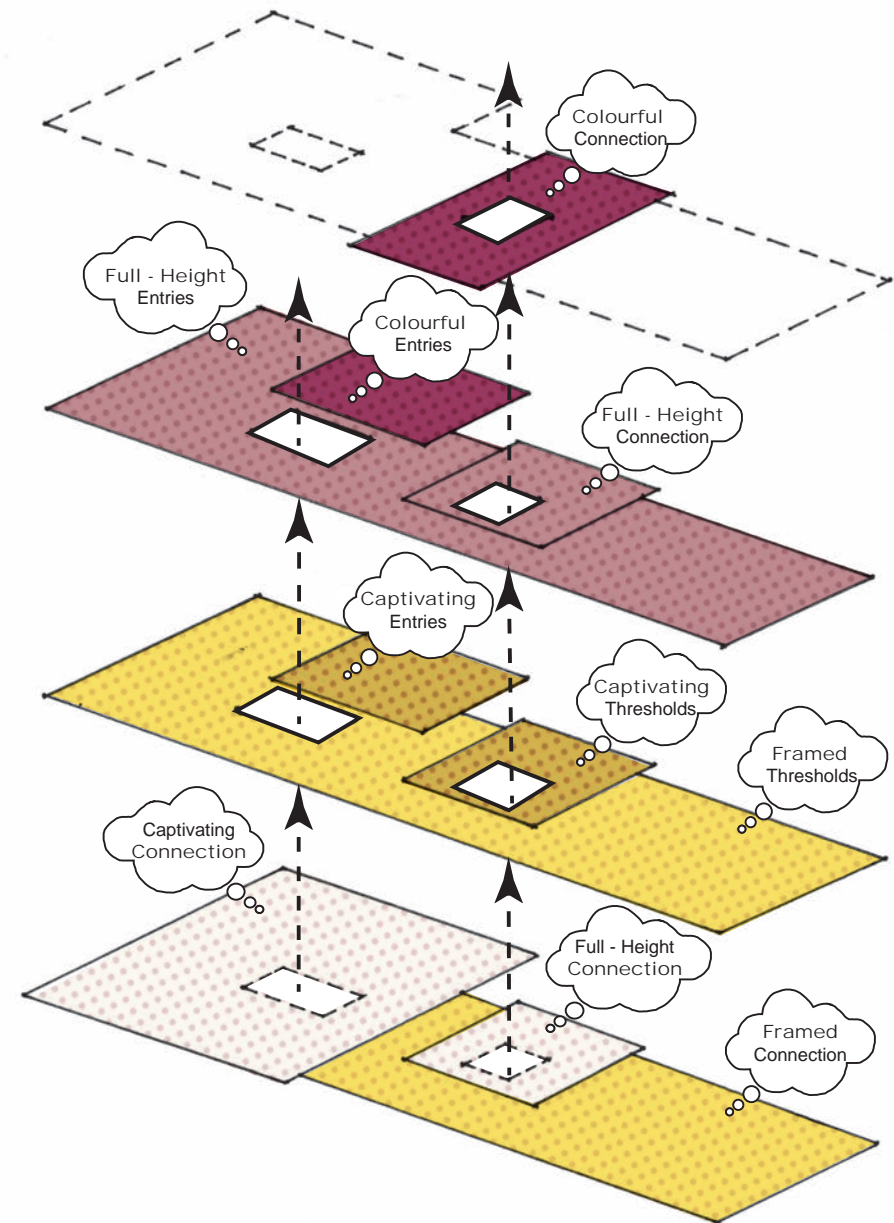 Colourful
Connection
Full - Height
Entries
Colourful
Entries
Full - Height
Connection
Captivating
Entries
Captivating
Thresholds
Framed
Thresholds
Captivating
Connection
Full - Height
Connection
Framed
Connection